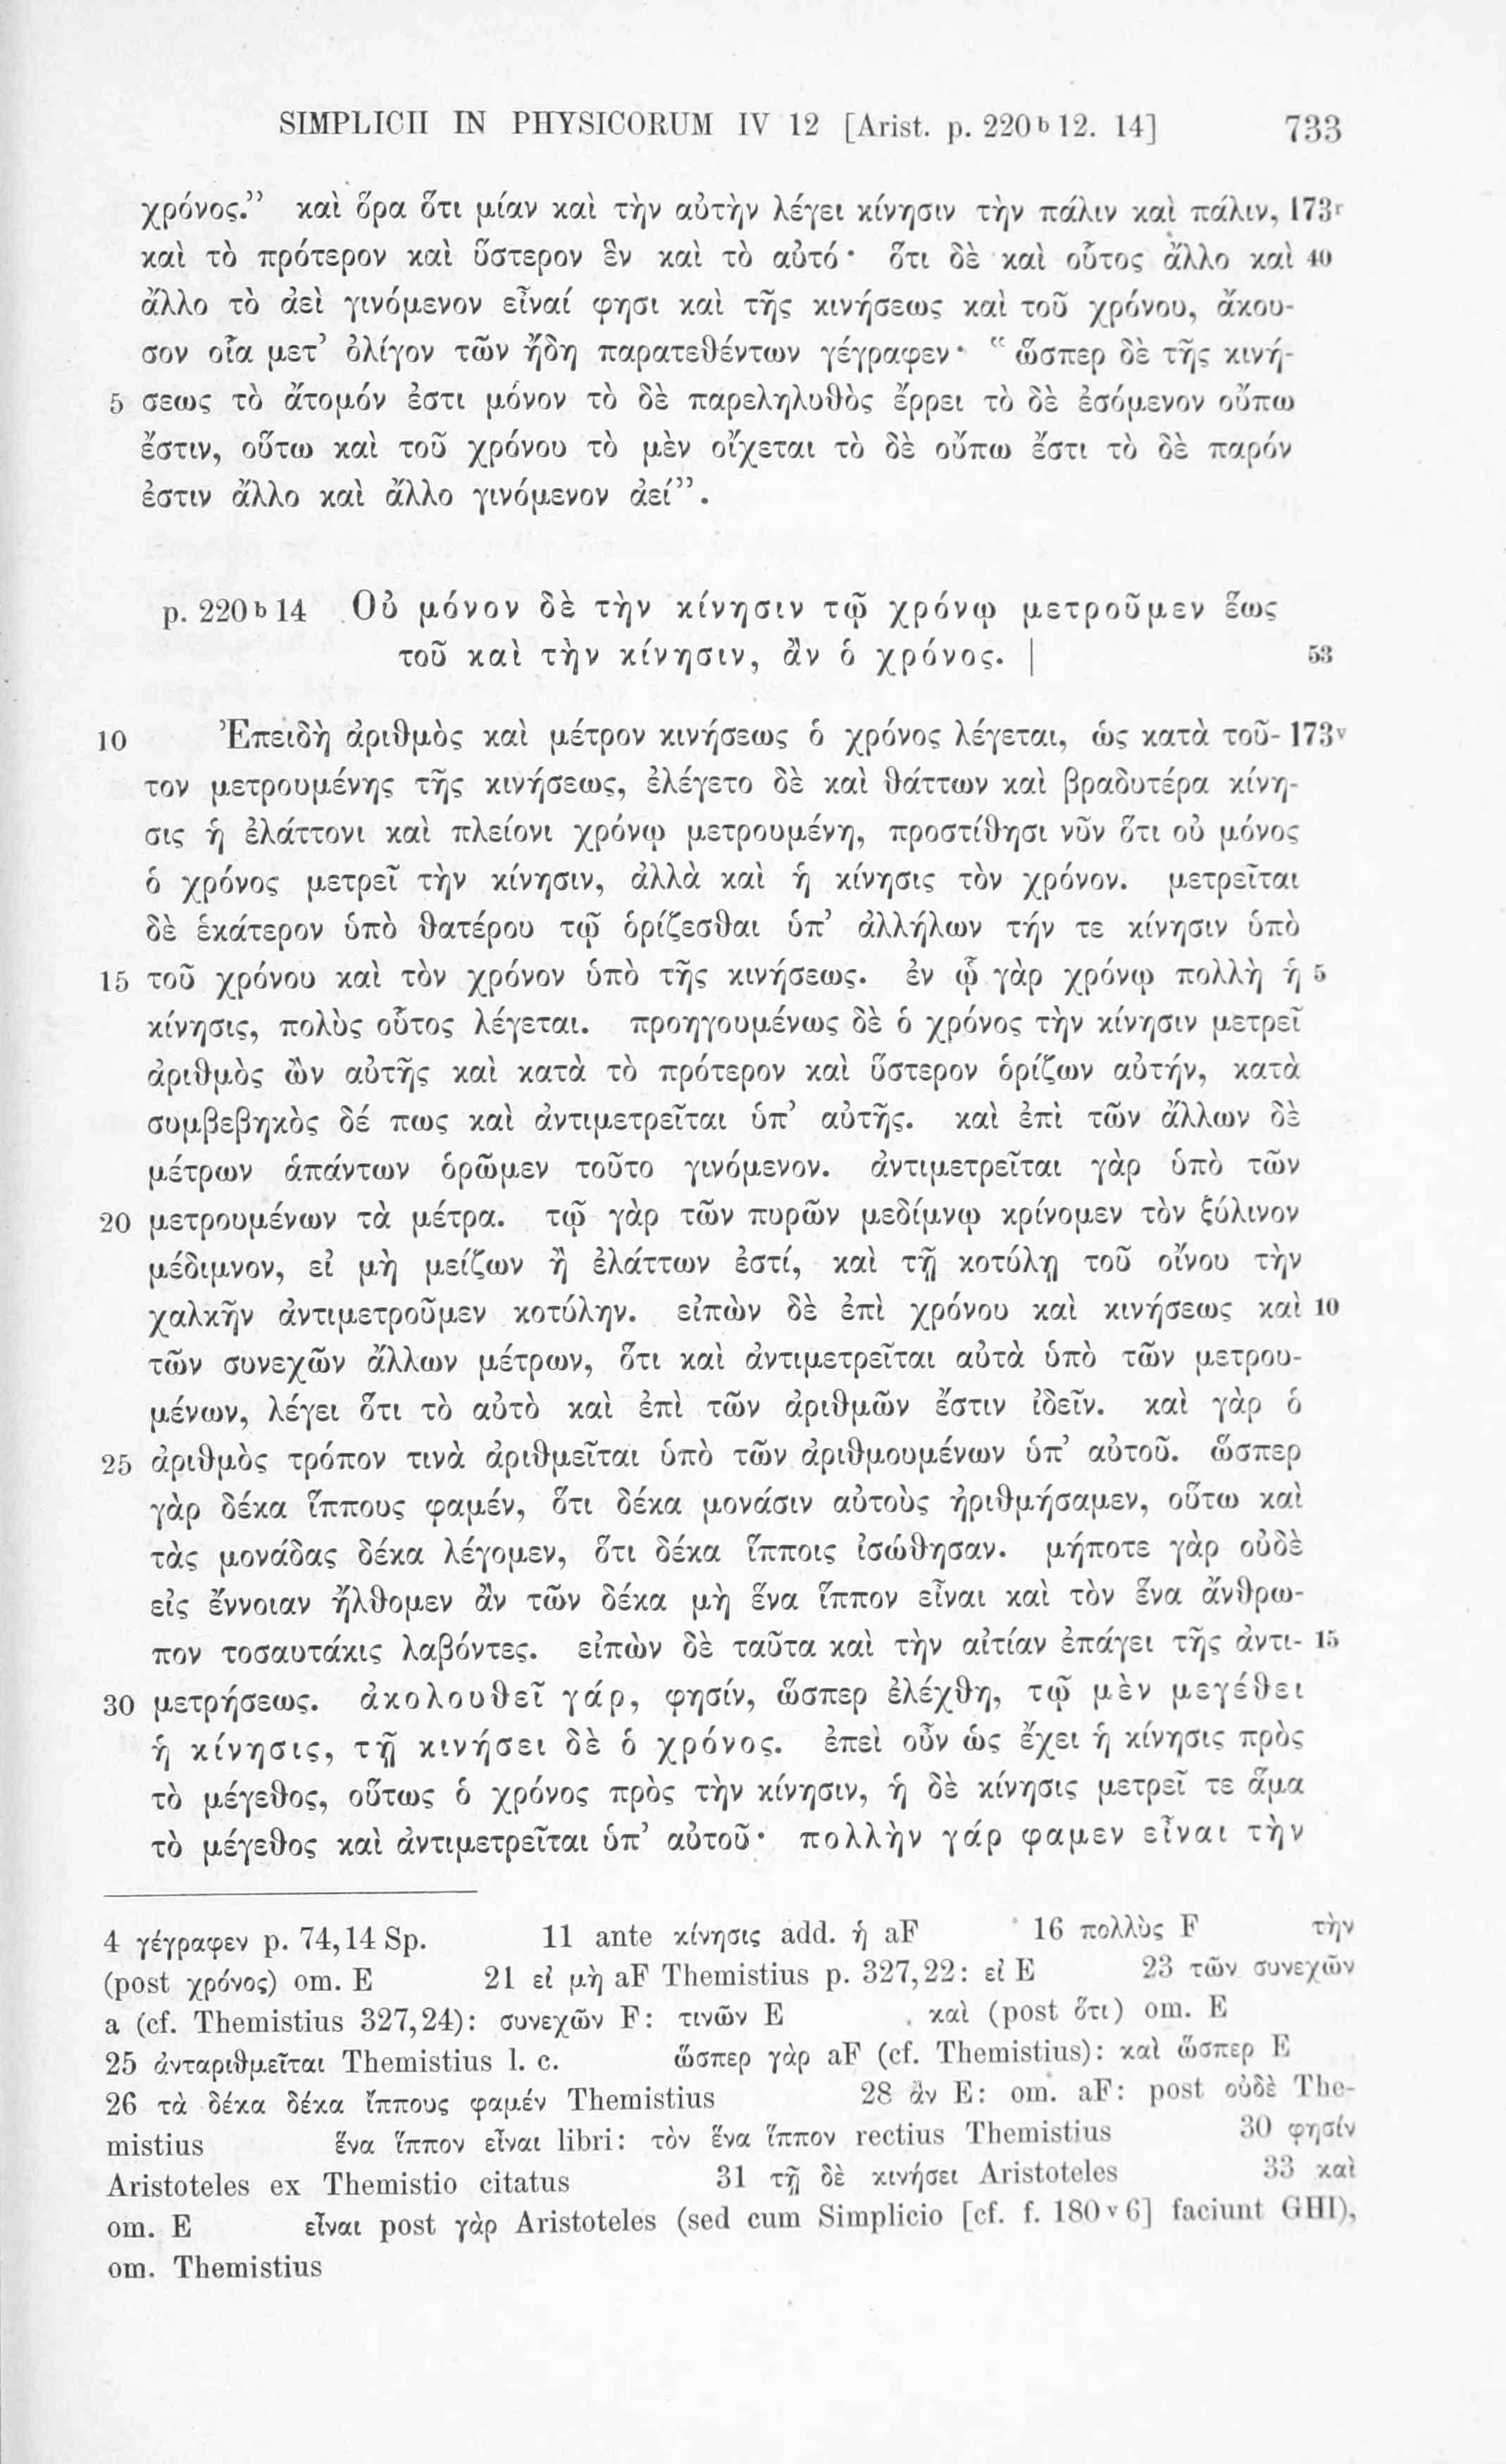 SIMPLICII IN PHYSICORUM IV 12 [Arist. p. 220b12. 14] 733
χρόνος.” καὶ ὅρα ὅτι μίαν καὶ τὴν αὐτὴν λέγει κίνησιν τὴν πάλιν καὶ πάλιν, 173r
καὶ τὸ πρότερον καὶ ὕστερον ἓν καὶ τὸ αὐτό· ὅτι δὲ καὶ οὗτος ἄλλο καὶ 40
ἄλλο τὸ ἀεὶ γινόμενον εἶναί φησι καὶ τῆς κινήσεως καὶ τοῦ χρόνου, ἄκου-
σον οἷα μετ’ ὀλίγον τῶν ἤδη παρατεθέντων γέγραφεν· “ὥσπερ δὲ τῆς κινή-
5 σεως τὸ ἄτομόν ἐστι μόνον τὸ δὲ παρεληλυθὸς ἔρρει τὸ δὲ ἐσόμενον οὔπω
ἔστιν, οὕτω καὶ τοῦ χρόνου τὸ μὲν οἴχεται τὸ δὲ οὔπω ἔστι τὸ δὲ παρόν
ἐστιν ἄλλο καὶ ἄλλο γινόμενον ἀεί”.
p. 220b14 Οὐ μόνον δὲ τὴν κίνησιν τῷ χρόνῳ μετροῦμεν ἕως
τοῦ καὶ τὴν κίνησιν, ἂν ὁ χρόνος. | 53
10 Ἐπειδὴ ἀριθμὸς καὶ μέτρον κινήσεως ὁ χρόνος λέγεται, ὡς κατὰ τοῦ- 173v
τον μετρουμένης τῆς κινήσεως, ἐλέγετο δὲ καὶ θάττων καὶ βραδυτέρα κίνη-
σις ἡ ἐλάττονι καὶ πλείονι χρόνῳ μετρουμένη, προστίθησι νῦν ὅτι οὐ μόνος
ὁ χρόνος μετρεῖ τὴν κίνησιν, ἀλλὰ καὶ ἡ κίνησις τὸν χρόνον. μετρεῖται
δὲ ἑκάτερον ὑπὸ θατέρου τῷ ὁρίζεσθαι ὑπ’ ἀλλήλων τήν τε κίνησιν ὑπὸ
15 τοῦ χρόνου καὶ τὸν χρόνον ὑπὸ τῆς κινήσεως. ἐν ᾧ γὰρ χρόνῳ πολλὴ ἡ 5
κίνησις, πολὺς οὗτος λέγεται. προηγουμένως δὲ ὁ χρόνος τὴν κίνησιν μετρεῖ
ἀριθμὸς ὢν αὐτῆς καὶ κατὰ τὸ πρότερον καὶ ὕστερον ὁρίζων αὐτήν, κατὰ
συμβεβηκὸς δέ πως καὶ ἀντιμετρεῖται ὑπ’ αὐτῆς. καὶ ἐπὶ τῶν ἄλλων δὲ
μέτρων ἁπάντων ὁρῶμεν τοῦτο γινόμενον. ἀντιμετρεῖται γὰρ ὑπὸ τῶν
20 μετρουμένων τὰ μέτρα. τῷ γὰρ τῶν πυρῶν μεδίμνῳ κρίνομεν τὸν ξύλινον
μέδιμνον, εἰ μὴ μείζων ἢ ἐλάττων ἐστί, καὶ τῇ κοτύλῃ τοῦ οἴνου τὴν
χαλκῆν ἀντιμετροῦμεν κοτύλην. εἰπὼν δὲ ἐπὶ χρόνου καὶ κινήσεως καὶ 10
τῶν συνεχῶν ἄλλων μέτρων, ὅτι καὶ ἀντιμετρεῖται αὐτὰ ὑπὸ τῶν μετρου-
μένων, λέγει ὅτι τὸ αὐτὸ καὶ ἐπὶ τῶν ἀριθμῶν ἔστιν ἰδεῖν. καὶ γὰρ ὁ
25 ἀριθμὸς τρόπον τινὰ ἀριθμεῖται ὑπὸ τῶν ἀριθμουμένων ὑπ’ αὐτοῦ. ὥσπερ
γὰρ δέκα ἵππους φαμέν, ὅτι δέκα μονάσιν αὐτοὺς ἠριθμήσαμεν, οὕτω καὶ
τὰς μονάδας δέκα λέγομεν, ὅτι δέκα ἵπποις ἰσώθησαν. μήποτε γὰρ οὐδὲ
εἰς ἔννοιαν ἤλθομεν ἂν τῶν δέκα μὴ ἕνα ἵππον εἶναι καὶ τὸν ἕνα ἄνθρω-
πον τοσαυτάκις λαβόντες. εἰπὼν δὲ ταῦτα καὶ τὴν αἰτίαν ἐπάγει τῆς ἀντι- 15
30 μετρήσεως. ἀκολουθεῖ γάρ, φησίν, ὥσπερ ἐλέχθη, τῷ μὲν μεγέθει
ἡ κίνησις, τῇ κινήσει δὲ ὁ χρόνος. ἐπεὶ οὖν ὡς ἔχει ἡ κίνησις πρὸς
τὸ μέγεθος, οὕτως ὁ χρόνος πρὸς τὴν κίνησιν, ἡ δὲ κίνησις μετρεῖ τε ἅμα
τὸ μέγεθος καὶ ἀντιμετρεῖται ὑπ’ αὐτοῦ· πολλὴν γάρ φαμεν εἶναι τὴν
4 γέγραφεν p. 74,14 Sp. 11 ante κίνησις add. ἡ aF 16 πολλὺς F τὴν
(post χρόνος) om. E 21 εἰ μὴ aF Themistius p. 327,22: εἰ E 23 τῶν συνεχῶν
a (cf. Themistius 327,24): συνεχῶν F: τινῶν E καὶ (post ὅτι) om. E
25 ἀνταριθμεῖται Themistius l. c. ὥσπερ γὰρ aF (cf. Themistius): καὶ ὥσπερ E
26 τὰ δέκα δέκα ἵππους φαμέν Themistius 28 ἂν E: om. aF: post οὐδὲ The-
mistius ἕνα ἵππον εἶναι libri: τὸν ἕνα ἵππον rectius Themistius 30 φησίν
Aristoteles ex Themistio citatus 31 τῇ δὲ κινήσει Aristoteles 33 καὶ
om. E εἶναι post γὰρ Aristoteles (sed cum Simplicio [cf. f. 180v6] faciunt GHI),
om. Themistius